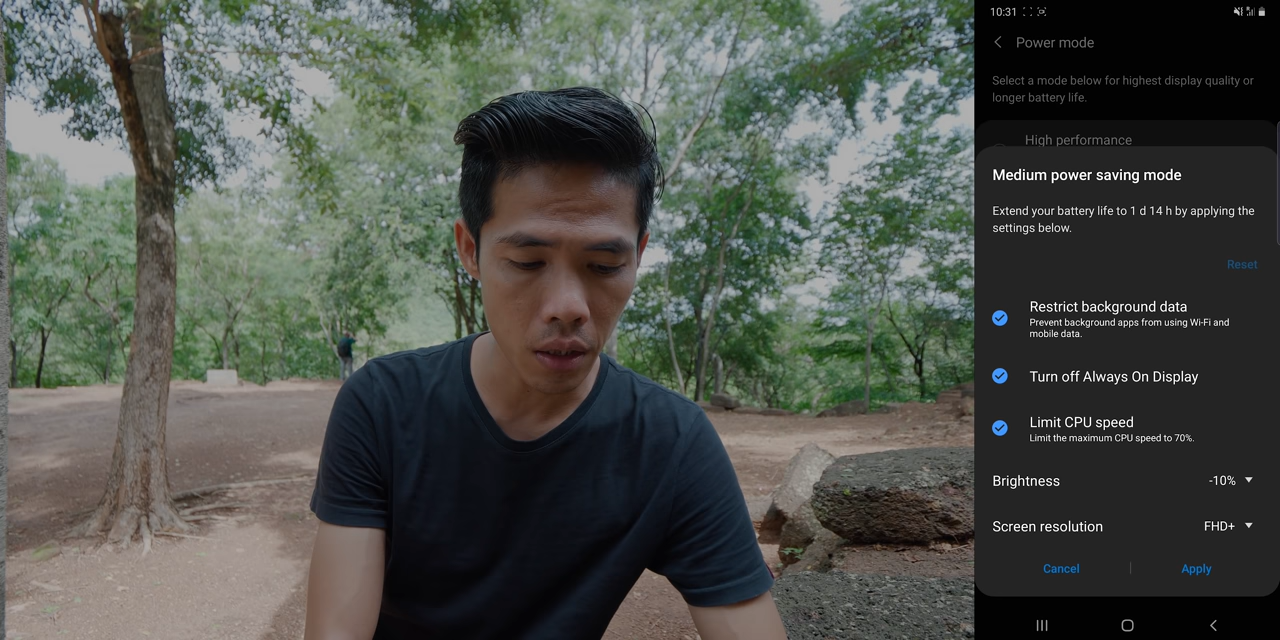 10:31
Power mode
Select a mode below for highest display quality or
longer battery life.
High performance
Medium power saving mode
Extend your battery life to 1 d 14 h by applying the
settings below.
Reset
Restrict background data
Prevent background apps from using Wi-Fi and
mobile data.
Turn off Always On Display
Limit CPU speed
Limit the maximum CPU speed to 70%.
Brightness -10%
Screen resolution FHD+
Cancel Apply